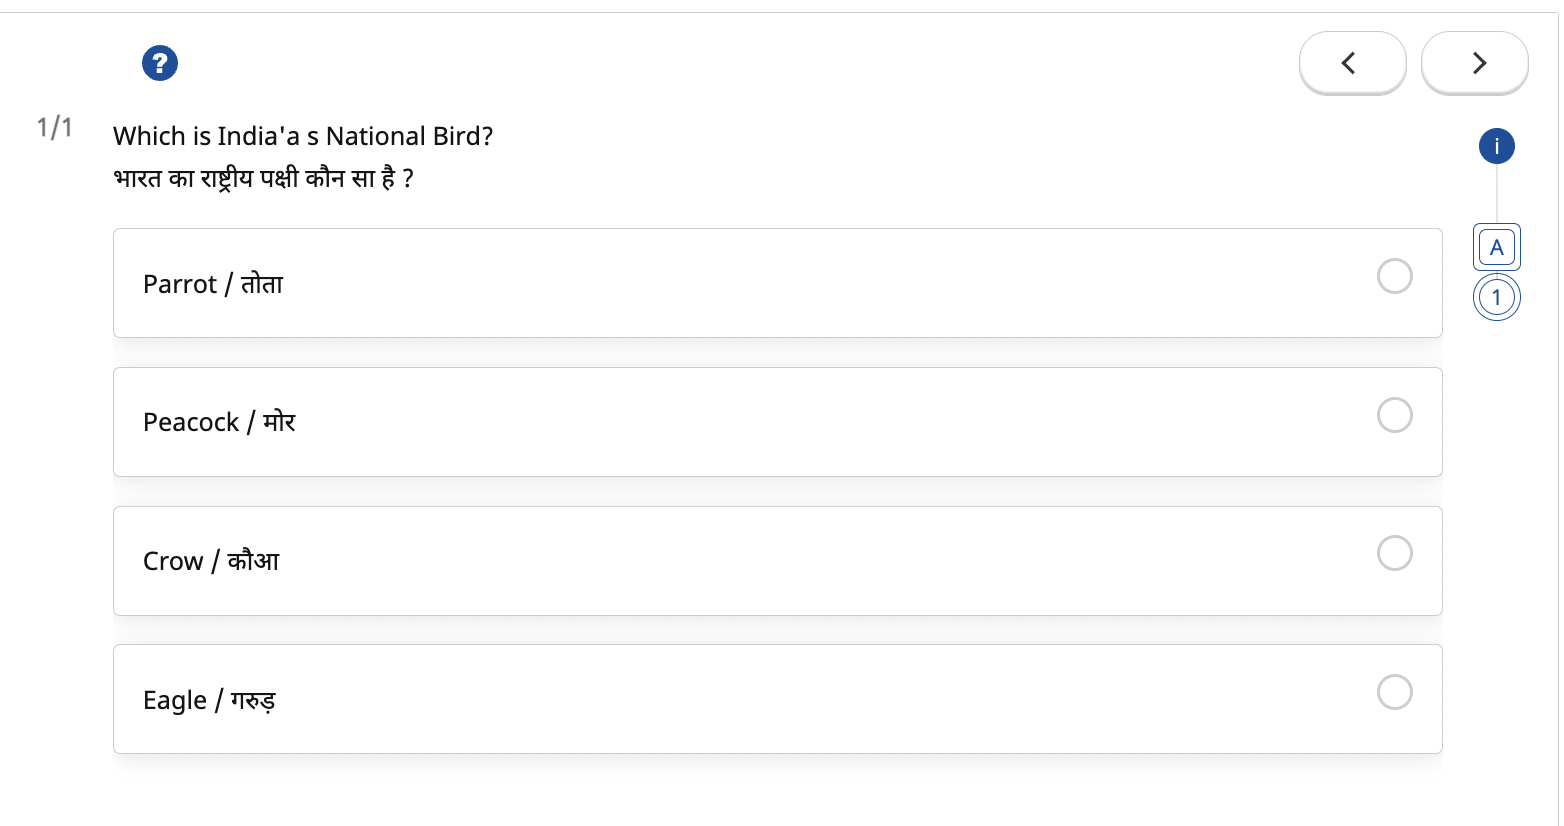 ?
1/1
Which is India'a s National Bird?
भारत का राष्ट्रीय पक्षी कौन सा है ?
i
A
1
Parrot / तोता
Peacock / मोर
Crow / कौआ
Eagle / गरुड़